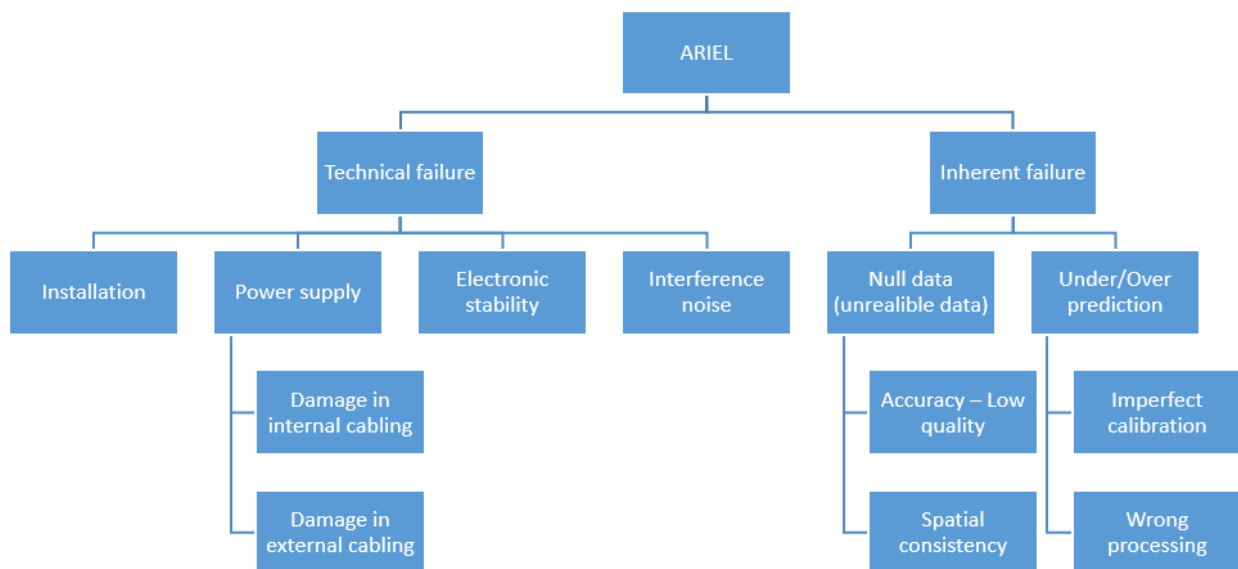 ARIEL
Technical failure
Inherent failure
Installation
Power supply
Electronic
stability
Interference
noise
Null data
(unrealible data)
Under/Over
prediction
Damage in
internal cabling
Accuracy – Low
quality
Imperfect
calibration
Damage in
external cabling
Spatial
consistency
Wrong
processing